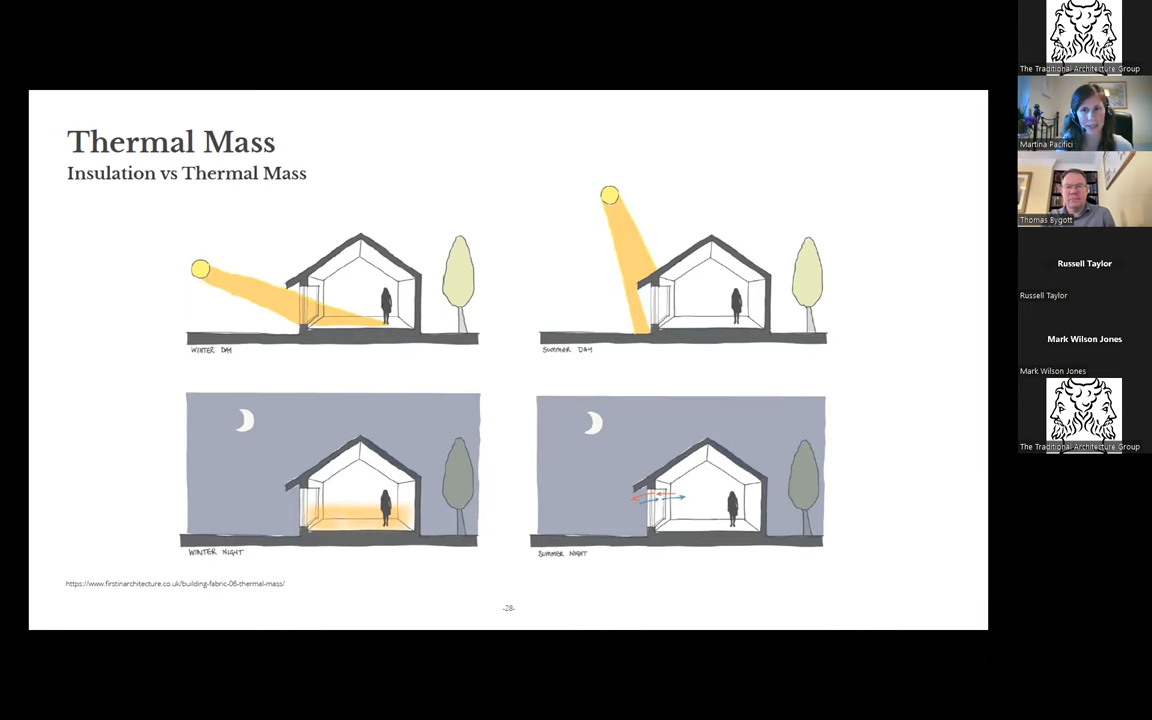 Thermal Mass
Insulation vs Thermal Mass
WINTER DAY
SUMMER DAY
WINTER NIGHT
SUMMER NIGHT
https://www.firstinarchitecture.co.uk/building-fabric-06-thermal-mass/
-28-
The Traditional Architecture Group
Martina Pacifici
Thomas Bygott
Russell Taylor
Russell Taylor
Mark Wilson Jones
Mark Wilson Jones
The Traditional Architecture Group